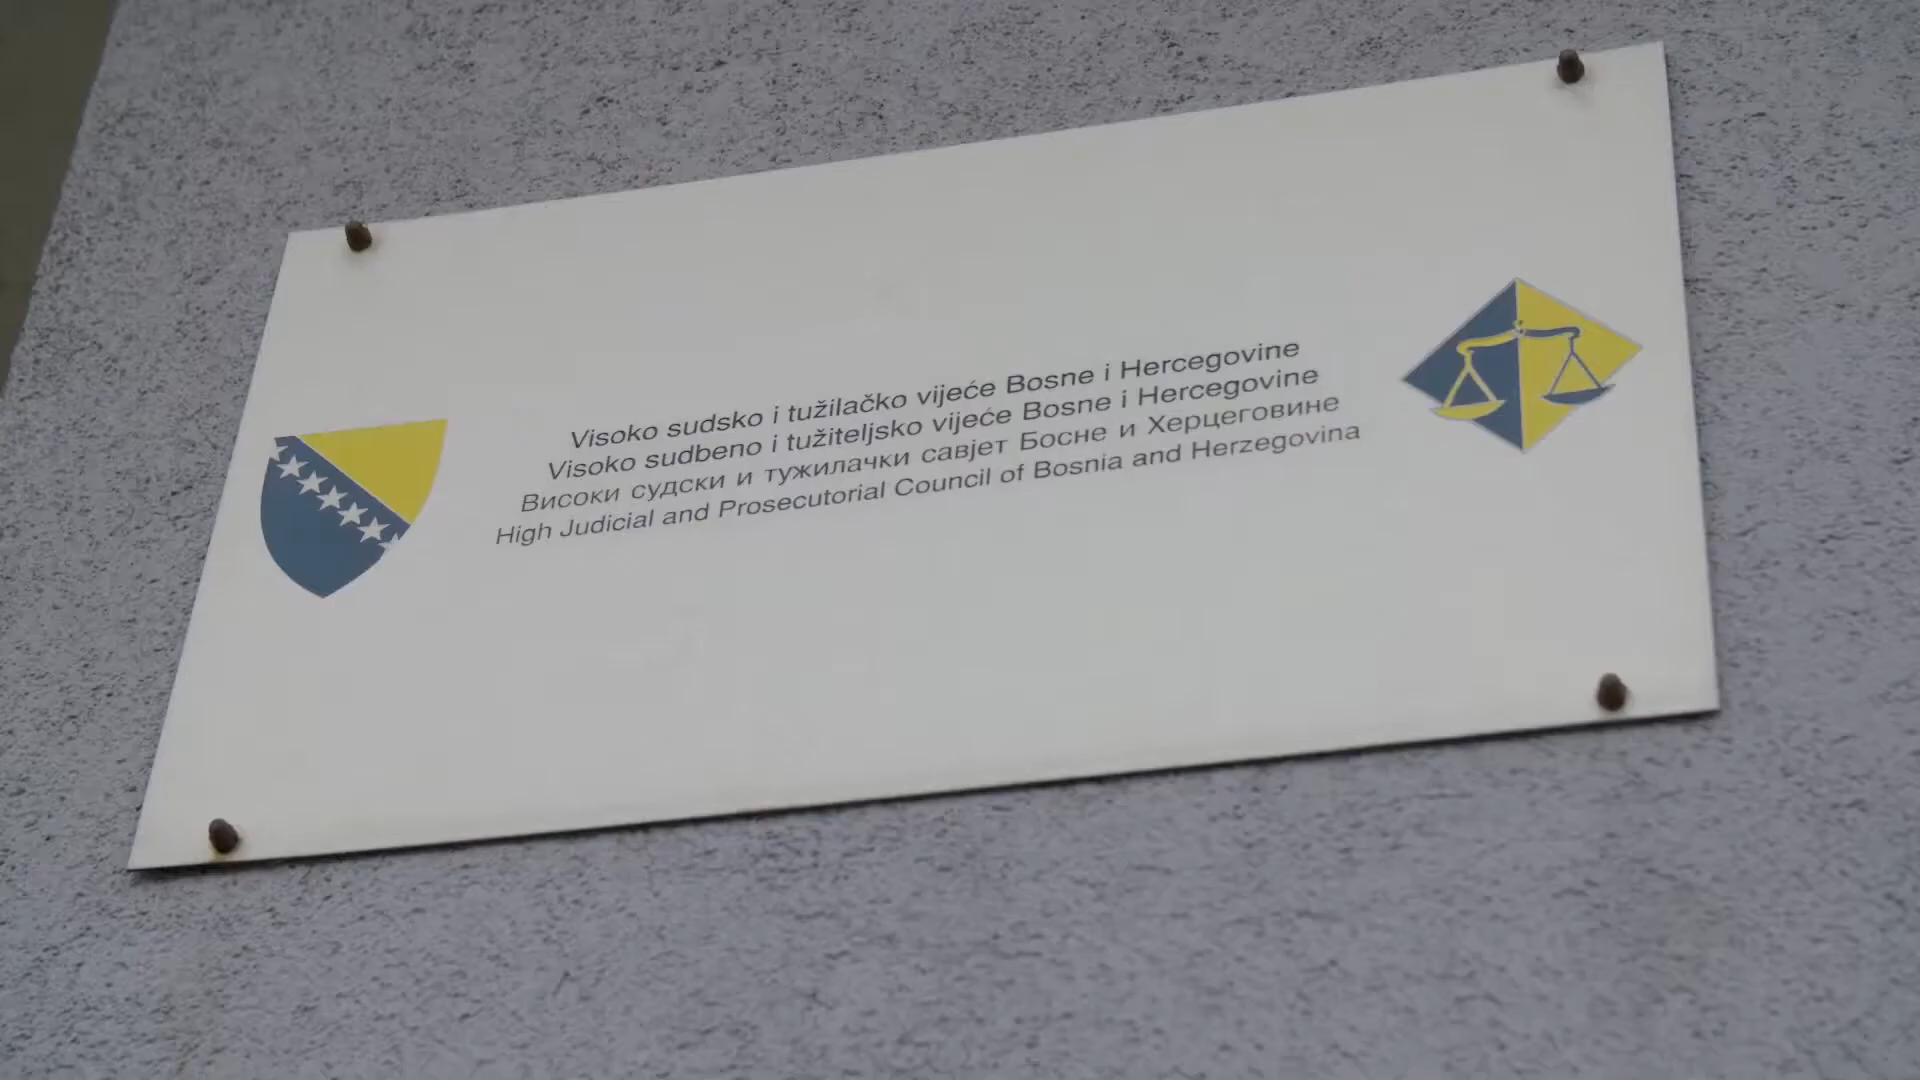 Visoko sudsko i tužilačko vijeće Bosne i Hercegovine
Visoko sudbeno i tužiteljsko vijeće Bosne i Hercegovine
Високи судски и тужилачки савјет Босне и Херцеговине
High Judicial and Prosecutorial Council of Bosnia and Herzegovina